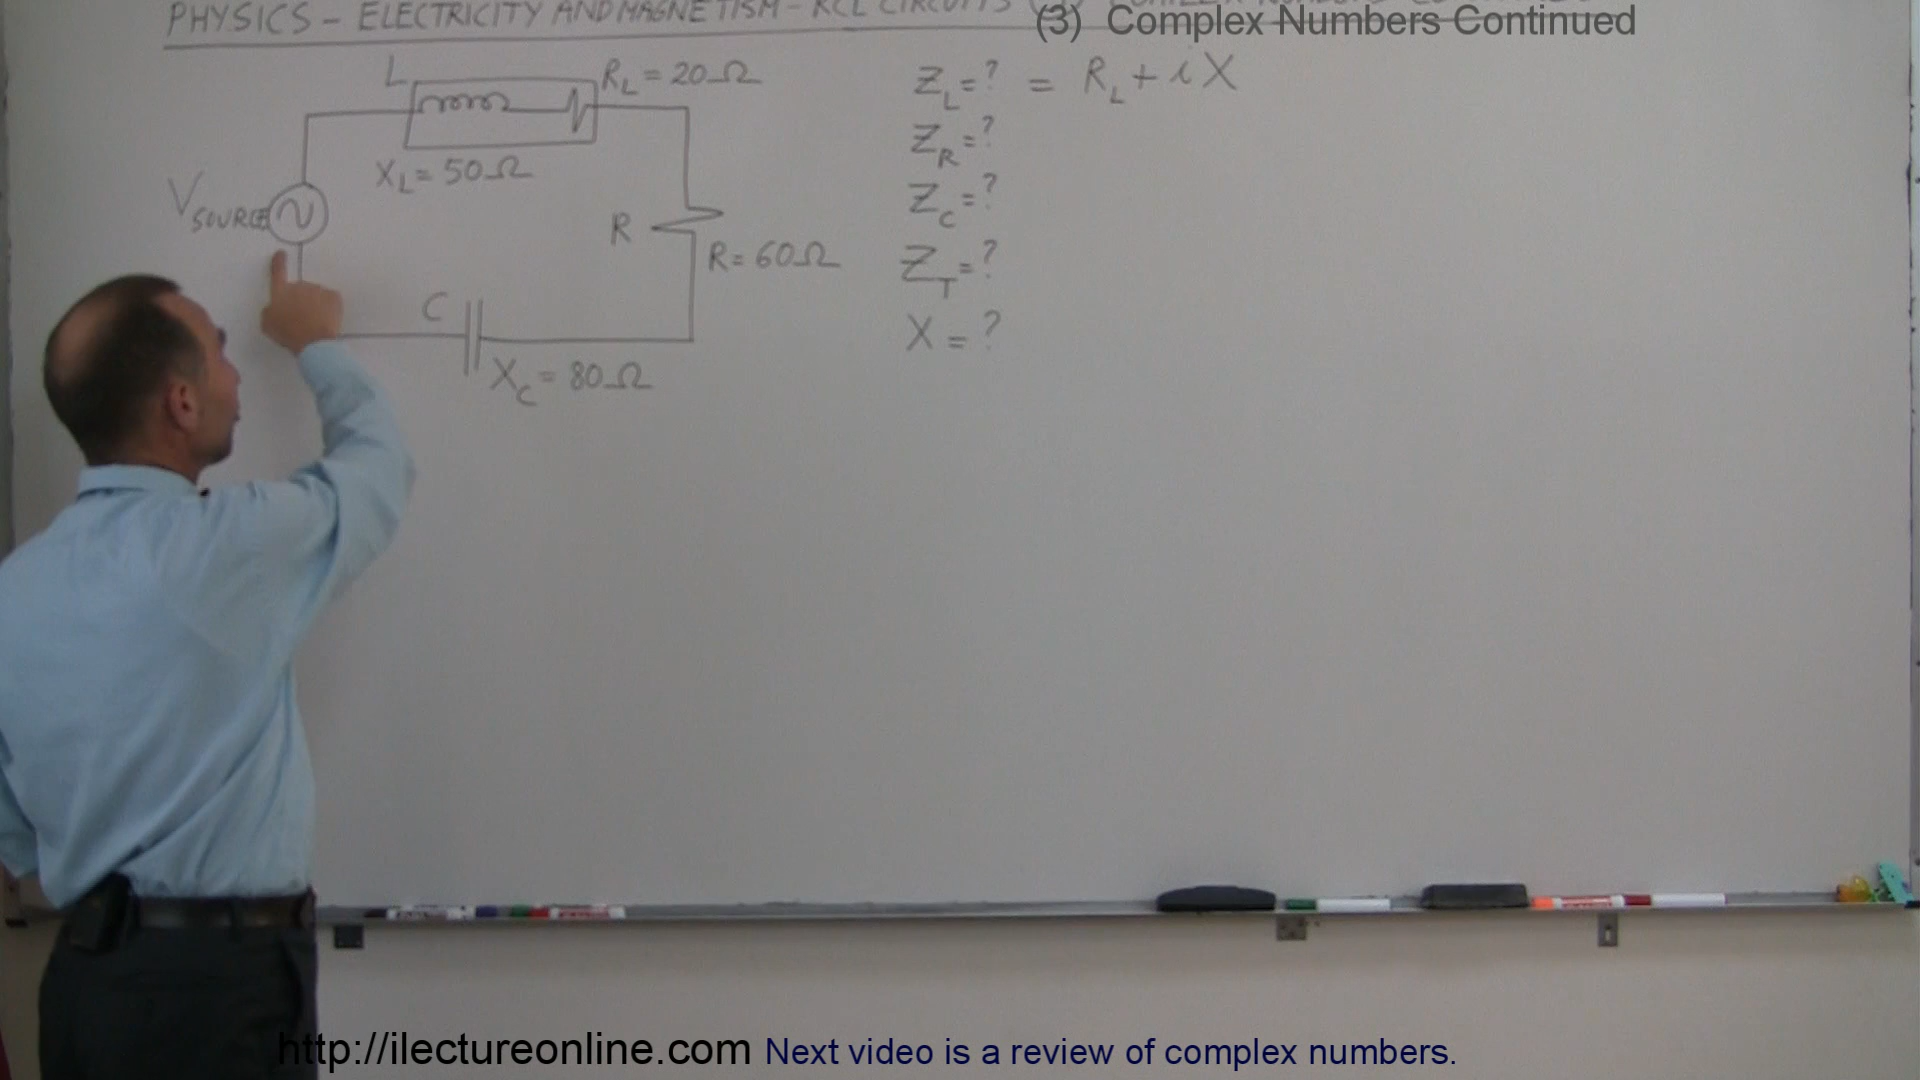 PHYSICS - ELECTRICITY AND MAGNETISM - RCL CIRCUITS
(3) Complex Numbers Continued
L
R_L = 20Ω
X_L = 50Ω
V_SOURCE
R
R = 60Ω
C
X_C = 80Ω
Z_L = ? = R_L + iX
Z_R = ?
Z_C = ?
Z_T = ?
X = ?
http://ilectureonline.com Next video is a review of complex numbers.